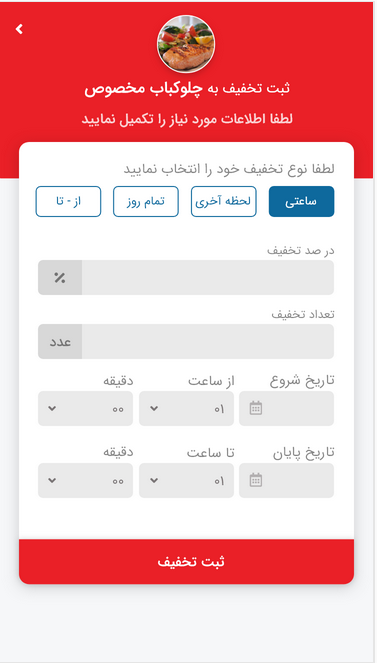 ثبت تخفیف به چلوکباب مخصوص
لطفا اطلاعات مورد نیاز را تکمیل نمایید
لطفا نوع تخفیف خود را انتخاب نمایید
ساعتی لحظه آخری تمام روز از - تا
در صد تخفیف
٪
تعداد تخفیف
عدد
تاریخ شروع از ساعت دقیقه
۰۱ ۰۰
تاریخ پایان تا ساعت دقیقه
۰۱ ۰۰
ثبت تخفیف